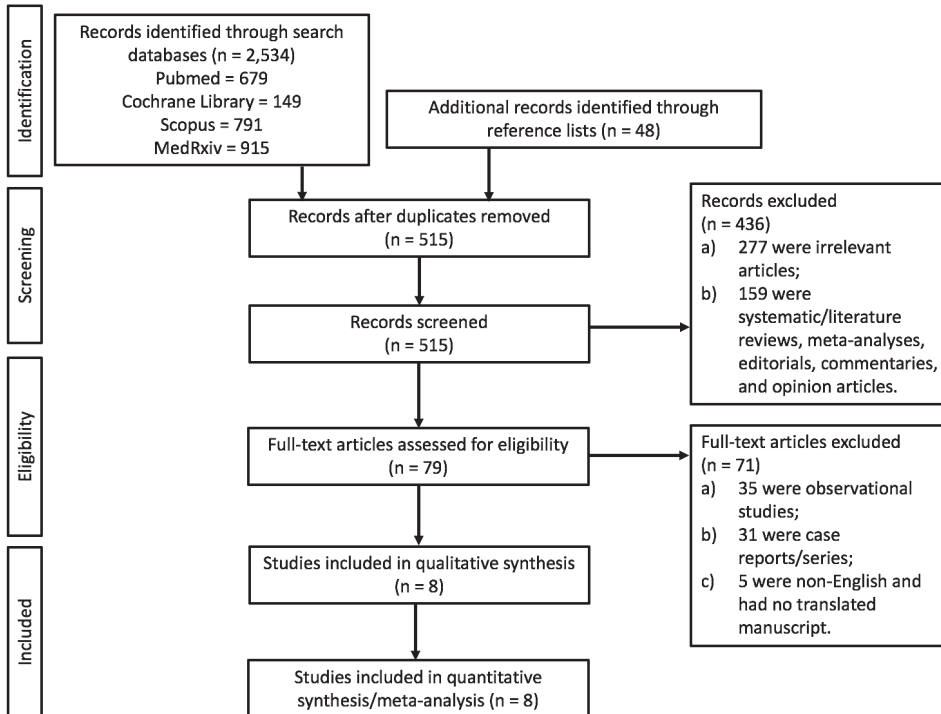 Identification
Records identified through search
databases (n = 2,534)
Pubmed = 679
Cochrane Library = 149
Scopus = 791
MedRxiv = 915
Additional records identified through
reference lists (n = 48)
Screening
Records after duplicates removed
(n = 515)
Records screened
(n = 515)
Records excluded
(n = 436)
a) 277 were irrelevant
articles;
b) 159 were
systematic/literature
reviews, meta-analyses,
editorials, commentaries,
and opinion articles.
Eligibility
Full-text articles assessed for eligibility
(n = 79)
Full-text articles excluded
(n = 71)
a) 35 were observational
studies;
b) 31 were case
reports/series;
c) 5 were non-English and
had no translated
manuscript.
Included
Studies included in qualitative synthesis
(n = 8)
Studies included in quantitative
synthesis/meta-analysis (n = 8)